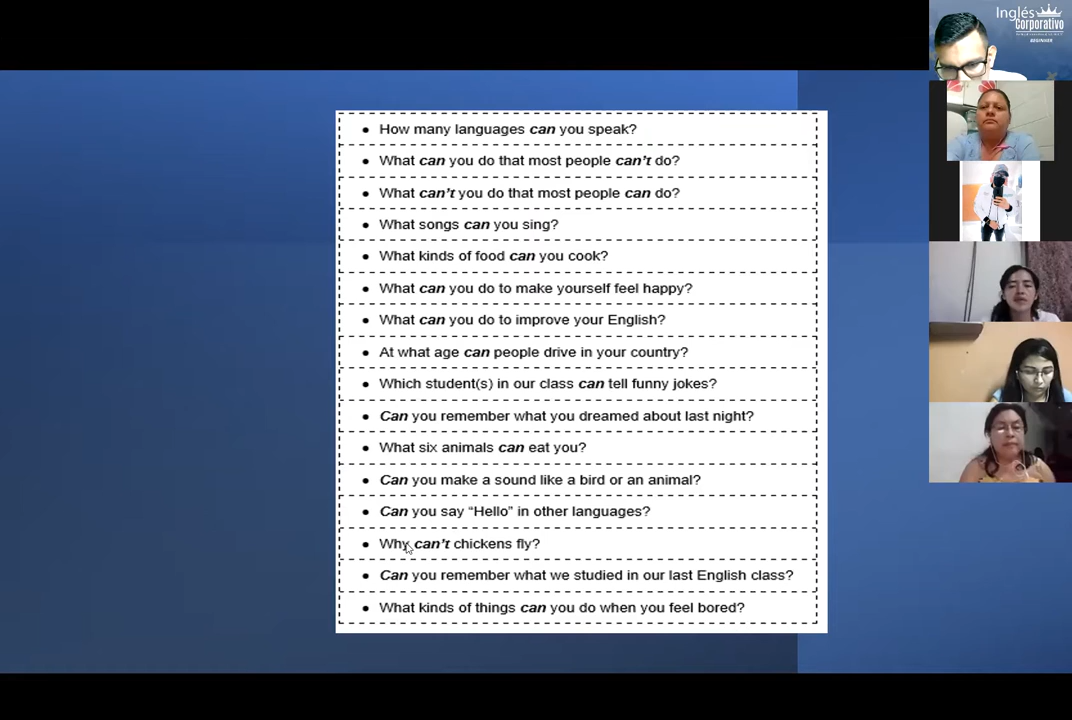 Inglés
Corporativo
BEGINNER
• How many languages can you speak?
• What can you do that most people can't do?
• What can't you do that most people can do?
• What songs can you sing?
• What kinds of food can you cook?
• What can you do to make yourself feel happy?
• What can you do to improve your English?
• At what age can people drive in your country?
• Which student(s) in our class can tell funny jokes?
• Can you remember what you dreamed about last night?
• What six animals can eat you?
• Can you make a sound like a bird or an animal?
• Can you say “Hello” in other languages?
• Why can't chickens fly?
• Can you remember what we studied in our last English class?
• What kinds of things can you do when you feel bored?